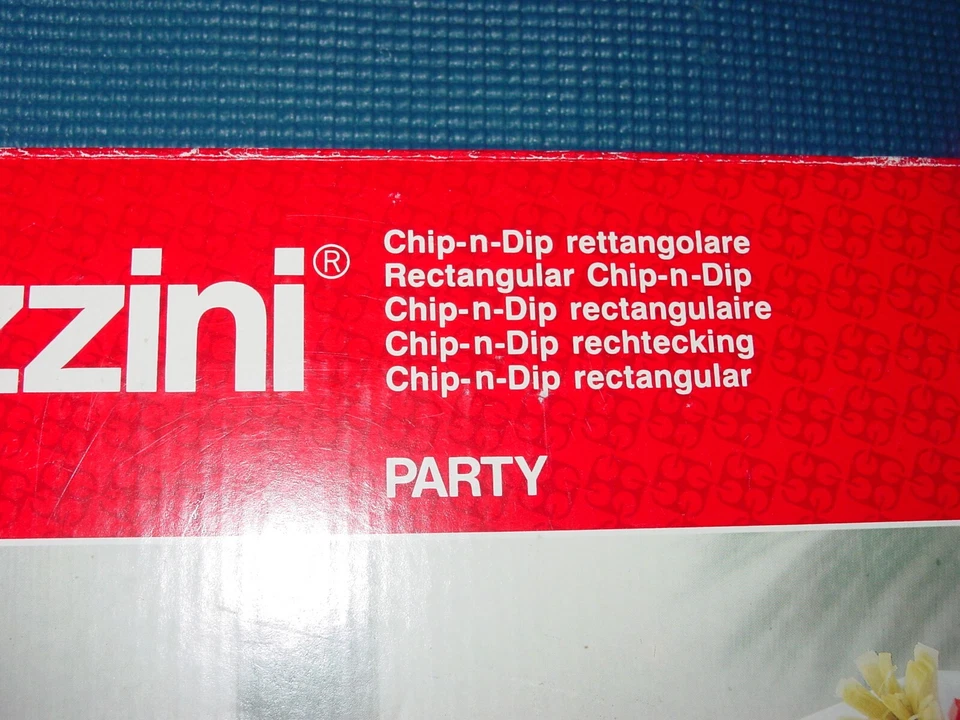 zzini®
Chip-n-Dip rettangolare
Rectangular Chip-n-Dip
Chip-n-Dip rectangulaire
Chip-n-Dip rechtecking
Chip-n-Dip rectangular
PARTY